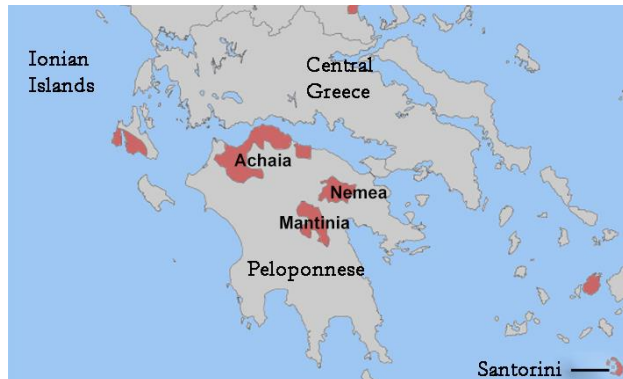 Ionian
Islands
Central
Greece
Achaia
Nemea
Mantinia
Peloponnese
Santorini